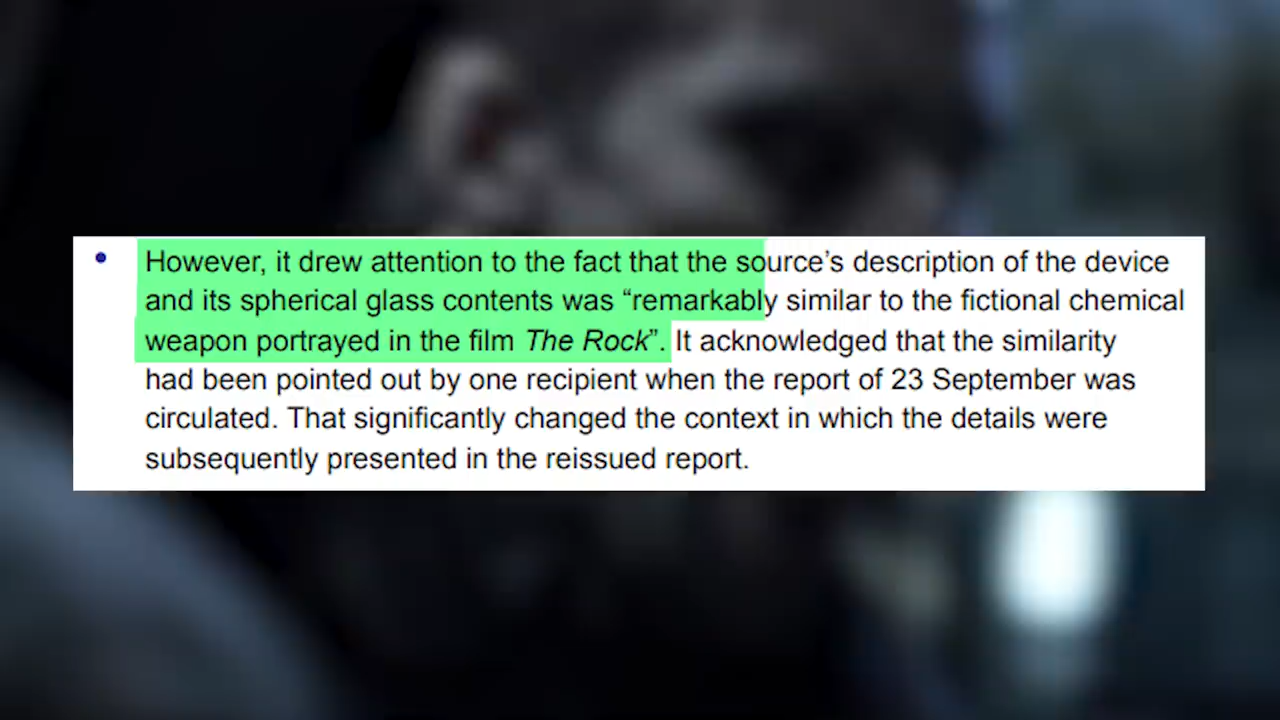 • However, it drew attention to the fact that the source’s description of the device
and its spherical glass contents was “remarkably similar to the fictional chemical
weapon portrayed in the film The Rock”. It acknowledged that the similarity
had been pointed out by one recipient when the report of 23 September was
circulated. That significantly changed the context in which the details were
subsequently presented in the reissued report.